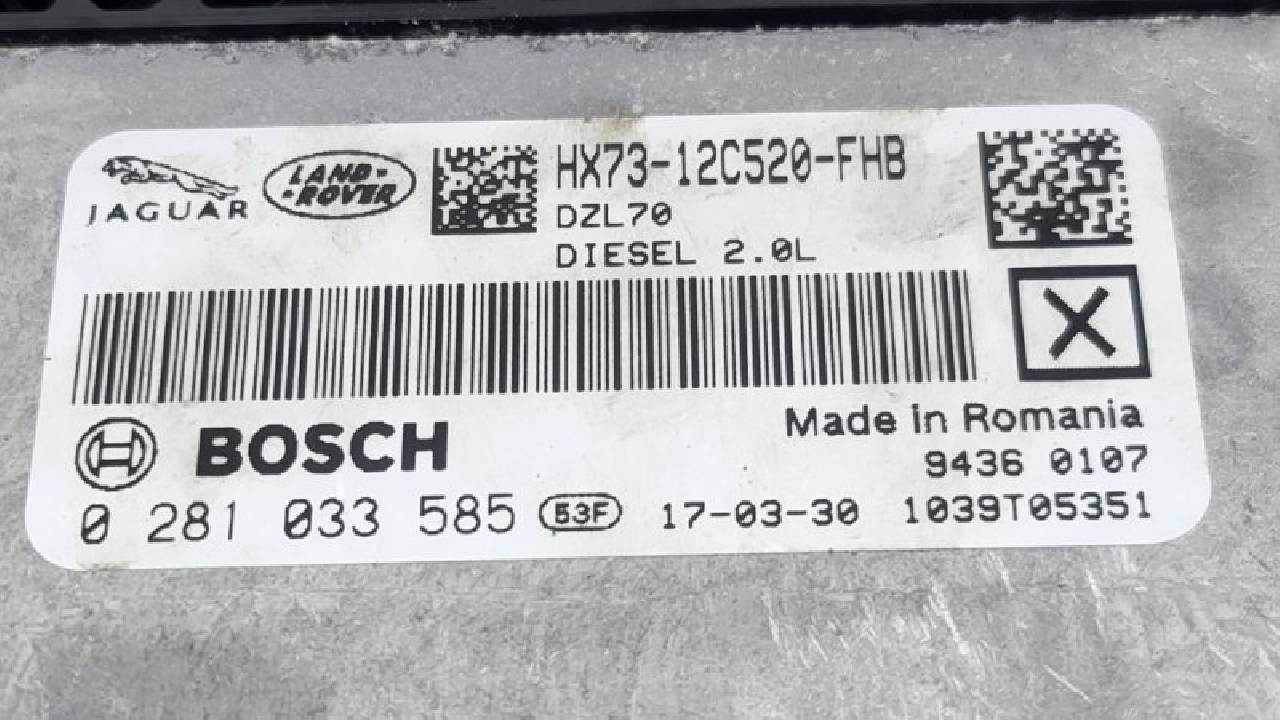 JAGUAR
LAND-
-ROVER
HX73-12C520-FHB
DZL70
DIESEL 2.0L
BOSCH
Made in Romania
9436 0107
0 281 033 585 53F 17-03-30 1039T05351